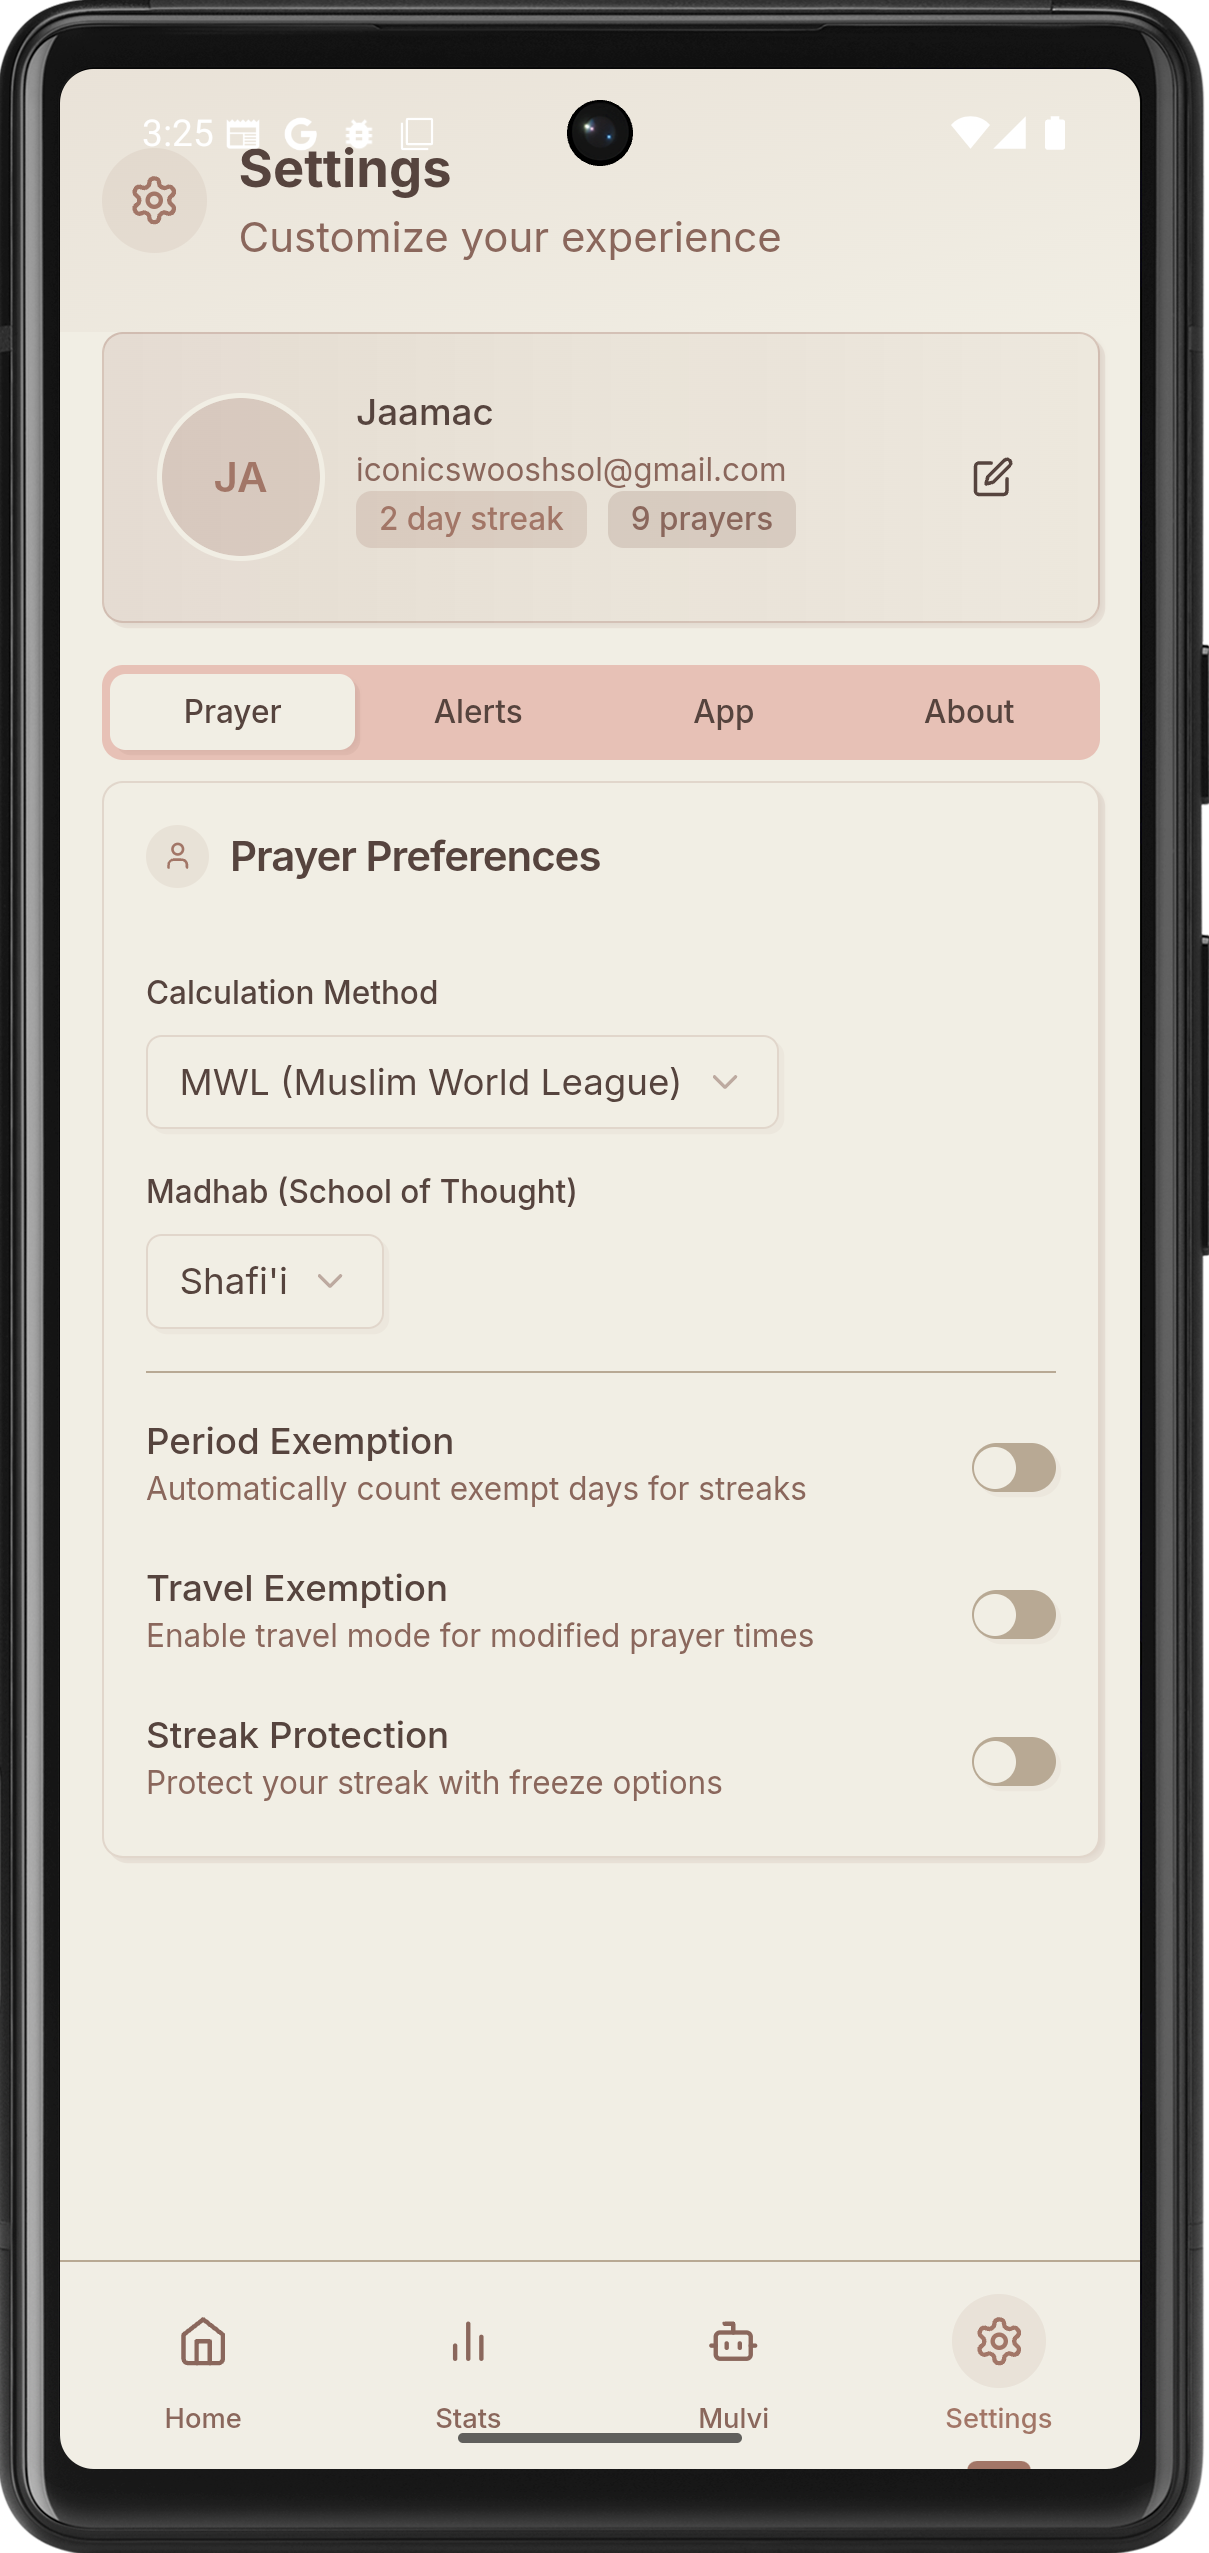 3:25
Settings
Customize your experience
JA
Jaamac
iconicswooshsol@gmail.com
2 day streak 9 prayers
Prayer Alerts App About
Prayer Preferences
Calculation Method
MWL (Muslim World League)
Madhab (School of Thought)
Shafi'i
Period Exemption
Automatically count exempt days for streaks
Travel Exemption
Enable travel mode for modified prayer times
Streak Protection
Protect your streak with freeze options
Home Stats Mulvi Settings